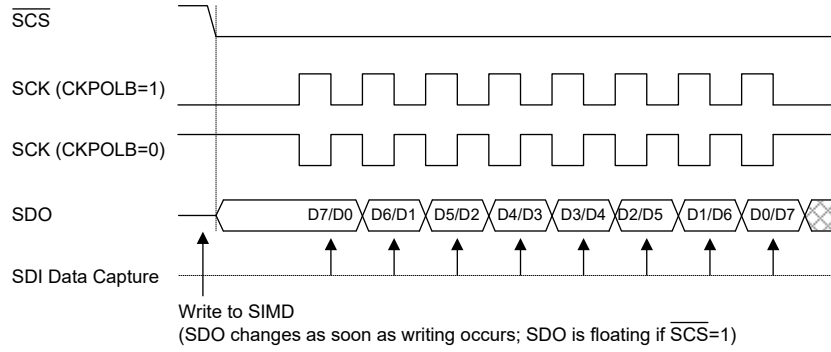 SCS
SCK (CKPOLB=1)
SCK (CKPOLB=0)
SDO
D7/D0 D6/D1 D5/D2 D4/D3 D3/D4 D2/D5 D1/D6 D0/D7
SDI Data Capture
Write to SIMD
(SDO changes as soon as writing occurs; SDO is floating if SCS=1)